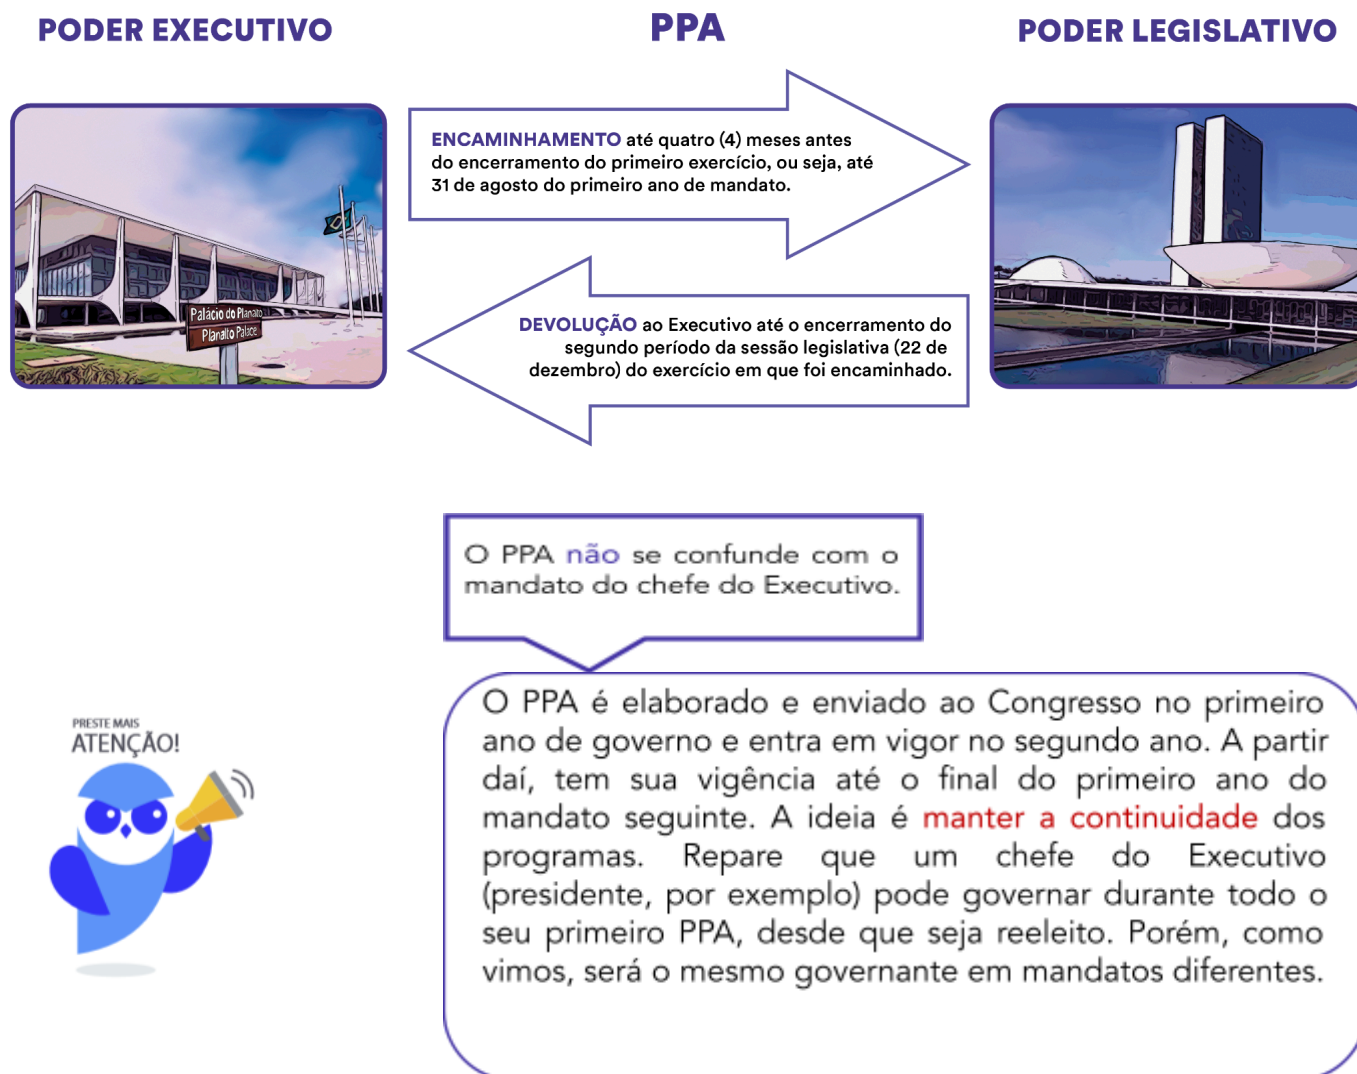 PODER EXECUTIVO
PPA
PODER LEGISLATIVO
ENCAMINHAMENTO até quatro (4) meses antes
do encerramento do primeiro exercício, ou seja, até
31 de agosto do primeiro ano de mandato.
Palácio do Planalto
Planalto Palace
DEVOLUÇÃO ao Executivo até o encerramento do
segundo período da sessão legislativa (22 de
dezembro) do exercício em que foi encaminhado.
O PPA não se confunde com o
mandato do chefe do Executivo.
PRESTE MAIS
ATENÇÃO!
O PPA é elaborado e enviado ao Congresso no primeiro
ano de governo e entra em vigor no segundo ano. A partir
daí, tem sua vigência até o final do primeiro ano do
mandato seguinte. A ideia é manter a continuidade dos
programas. Repare que um chefe do Executivo
(presidente, por exemplo) pode governar durante todo o
seu primeiro PPA, desde que seja reeleito. Porém, como
vimos, será o mesmo governante em mandatos diferentes.